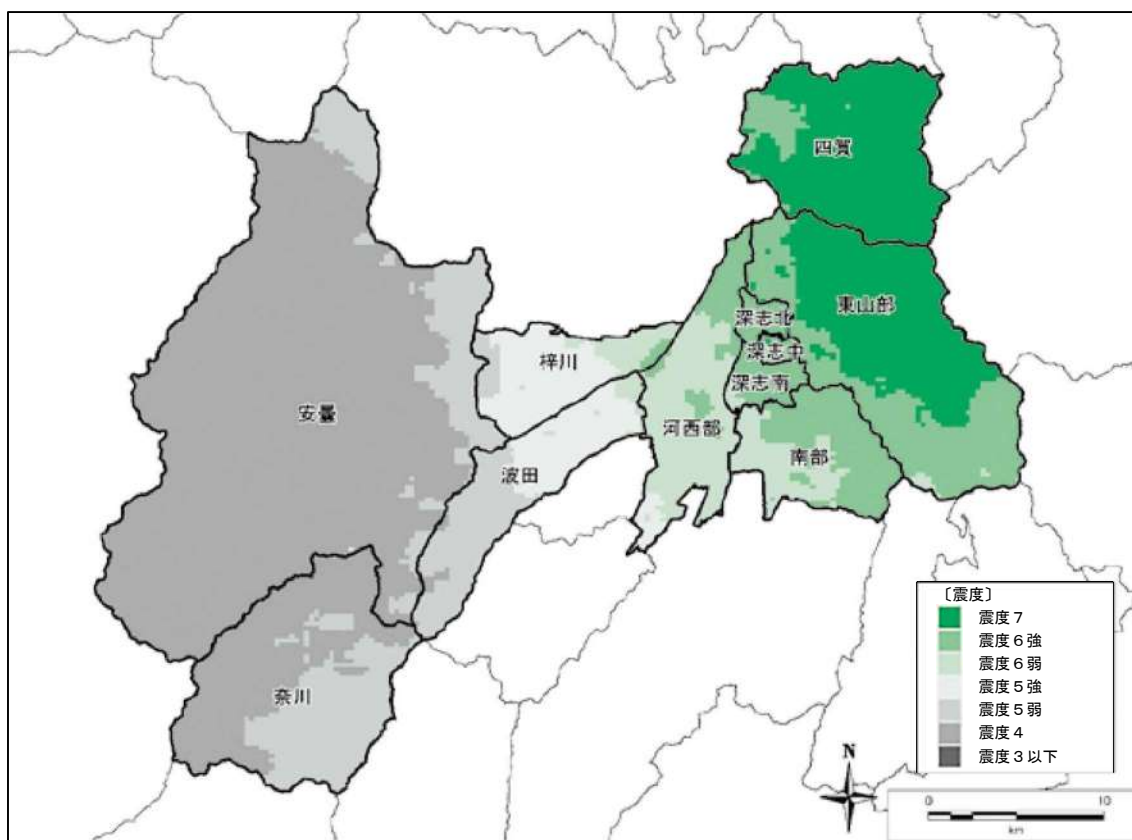 四賀
東山部
深志北
深志中
深志南
梓川
安曇
河西部
波田
南部
奈川
〔震度〕
震度7
震度6強
震度6弱
震度5強
震度5弱
震度4
震度3以下
N
0 10
km